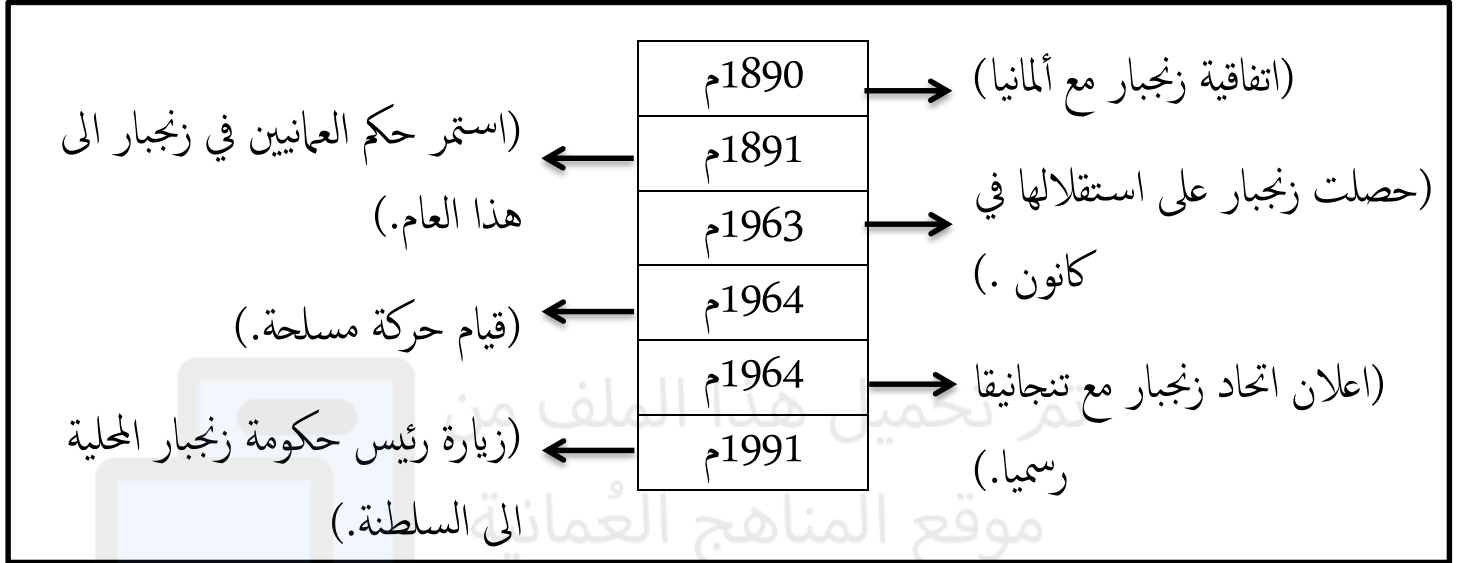 1890م
(اتفاقية زنجبار مع ألمانيا)
1891م
(استمر حكم العمانيين في زنجبار الى
هذا العام.)
1963م
(حصلت زنجبار على استقلالها في
كانون .)
1964م
(قيام حركة مسلحة.)
1964م
(اعلان اتحاد زنجبار مع تنجانيقا
رسميا.)
1991م
(زيارة رئيس حكومة زنجبار المحلية
الى السلطنة.)
تم تحميل هذا الملف من
موقع المناهج العُمانية